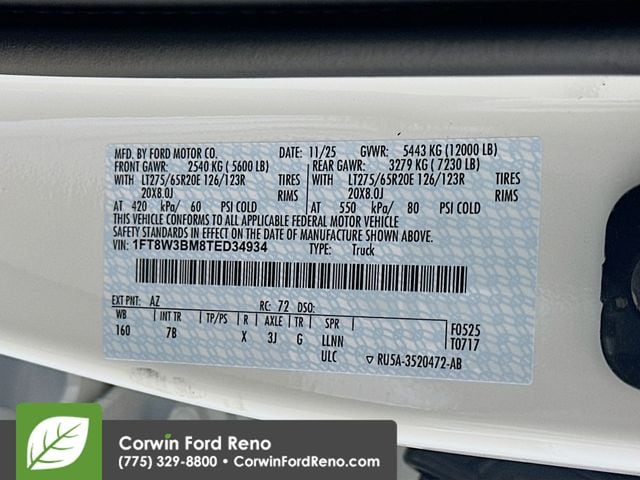 MFD. BY FORD MOTOR CO. DATE: 11/25 GVWR: 5443 KG (12000 LB)
FRONT GAWR: 2540 KG ( 5600 LB) REAR GAWR: 3279 KG ( 7230 LB)
WITH LT275/65R20E 126/123R TIRES WITH LT275/65R20E 126/123R TIRES
20X8.0J RIMS 20X8.0J RIMS
AT 420 kPa/ 60 PSI COLD AT 550 kPa/ 80 PSI COLD
THIS VEHICLE CONFORMS TO ALL APPLICABLE FEDERAL MOTOR VEHICLE
SAFETY STANDARDS IN EFFECT ON THE DATE OF MANUFACTURE SHOWN ABOVE.
VIN: 1FT8W3BM8TED34934 TYPE: Truck
EXT PNT: AZ RC: 72 DSO:
WB INT TR TP/PS R AXLE TR SPR F0525
160 7B X 3J G LLNN T0717
ULC ▽ RU5A-3520472-AB
Corwin Ford Reno
(775) 329-8800 • CorwinFordReno.com